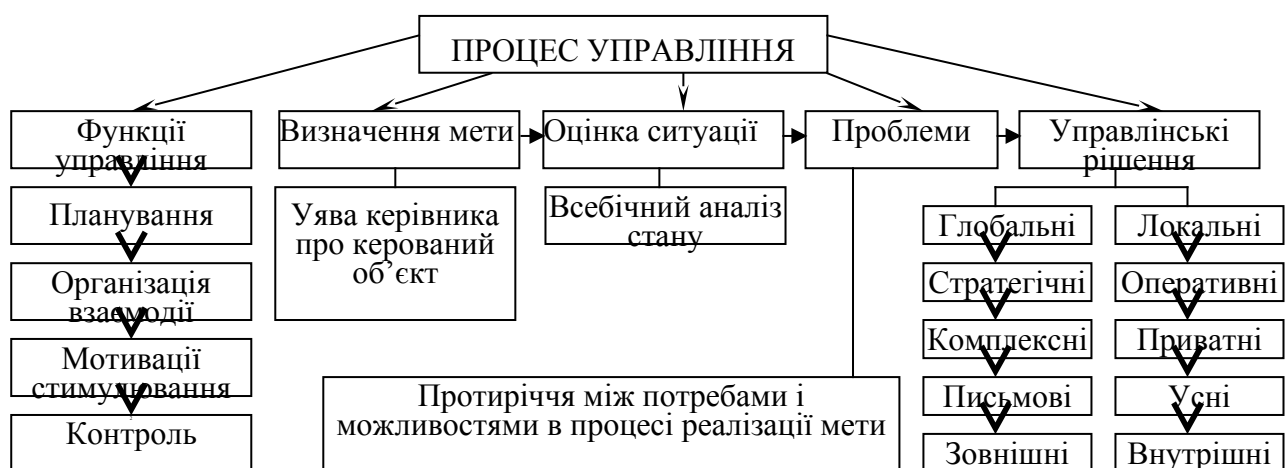 ПРОЦЕС УПРАВЛІННЯ
Функції
управління
Визначення мети
Оцінка ситуації
Проблеми
Управлінські
рішення
Планування
Організація
взаємодії
Мотивації
стимулювання
Контроль
Уява керівника
про керований
об’єкт
Всебічний аналіз
стану
Протиріччя між потребами і
можливостями в процесі реалізації мети
Глобальні
Стратегічні
Комплексні
Письмові
Зовнішні
Локальні
Оперативні
Приватні
Усні
Внутрішні